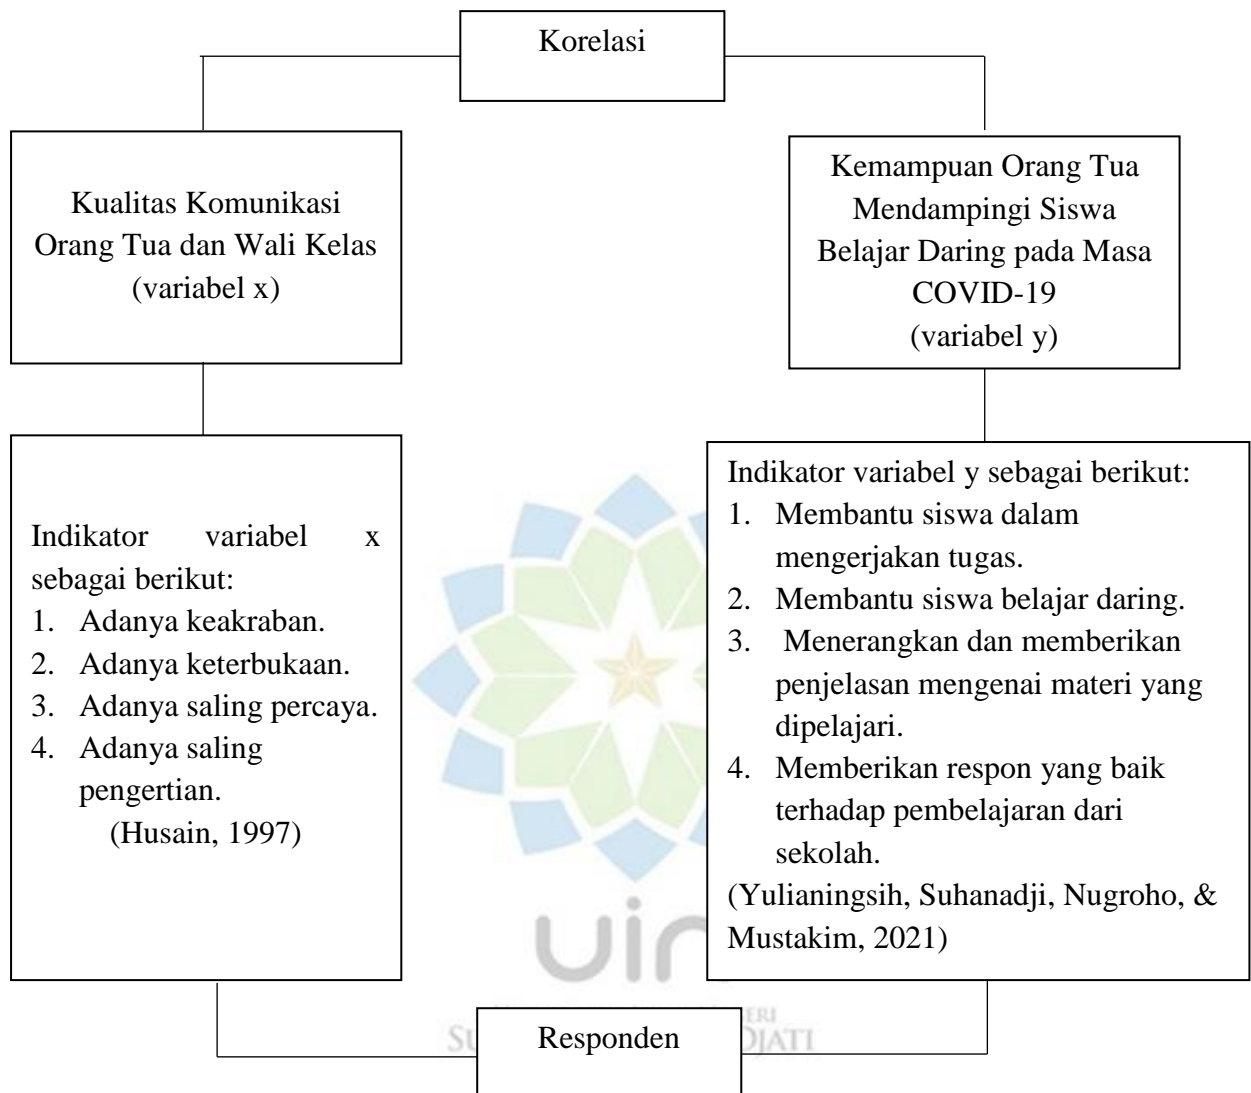 Korelasi
Kualitas Komunikasi
Orang Tua dan Wali Kelas
(variabel x)
Kemampuan Orang Tua
Mendampingi Siswa
Belajar Daring pada Masa
COVID-19
(variabel y)
Indikator variabel x
sebagai berikut:
1. Adanya keakraban.
2. Adanya keterbukaan.
3. Adanya saling percaya.
4. Adanya saling
pengertian.
(Husain, 1997)
Indikator variabel y sebagai berikut:
1. Membantu siswa dalam
mengerjakan tugas.
2. Membantu siswa belajar daring.
3. Menerangkan dan memberikan
penjelasan mengenai materi yang
dipelajari.
4. Memberikan respon yang baik
terhadap pembelajaran dari
sekolah.
(Yulianingsih, Suhanadji, Nugroho, &
Mustakim, 2021)
Responden